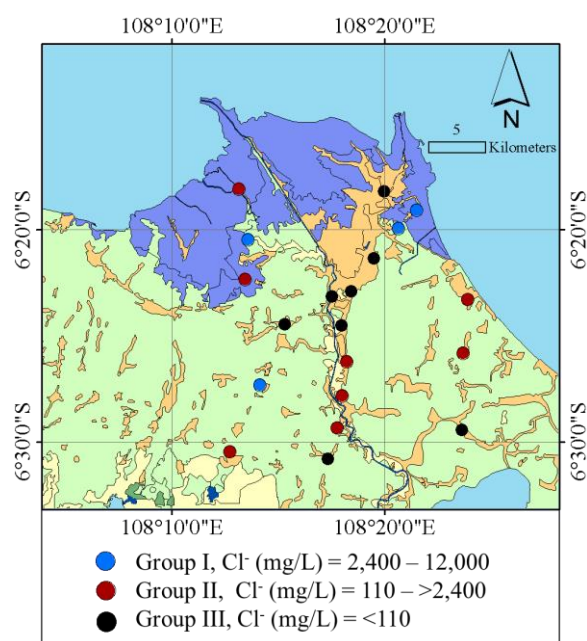 108°10'0"E 108°20'0"E
N
5
Kilometers
6°20'0"S 6°20'0"S
6°30'0"S 6°30'0"S
108°10'0"E 108°20'0"E
Group I, Cl⁻ (mg/L) = 2,400 – 12,000
Group II, Cl⁻ (mg/L) = 110 – >2,400
Group III, Cl⁻ (mg/L) = <110